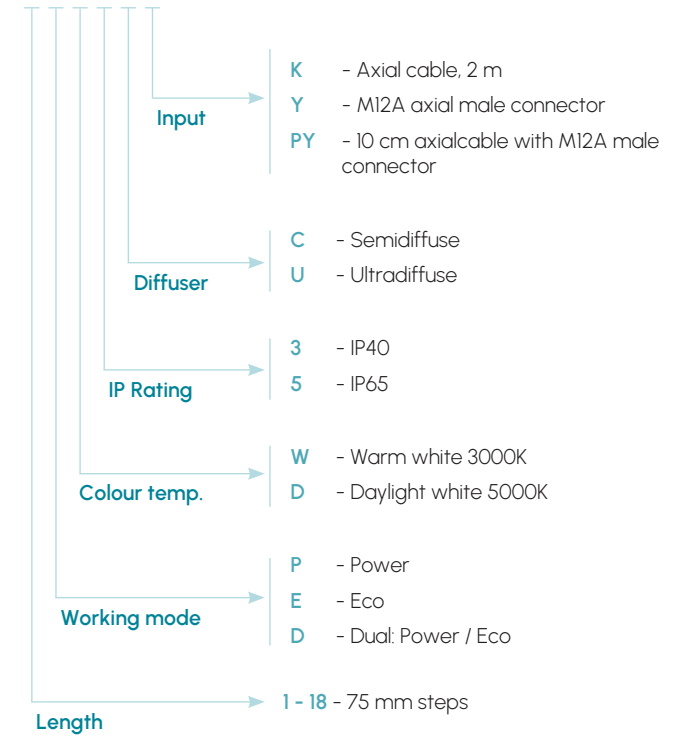 K - Axial cable, 2 m
Y - M12A axial male connector
Input
PY - 10 cm axialcable with M12A male
connector
C - Semidiffuse
U - Ultradiffuse
Diffuser
3 - IP40
5 - IP65
IP Rating
W - Warm white 3000K
D - Daylight white 5000K
Colour temp.
P - Power
E - Eco
Working mode
D - Dual: Power / Eco
1 - 18 - 75 mm steps
Length